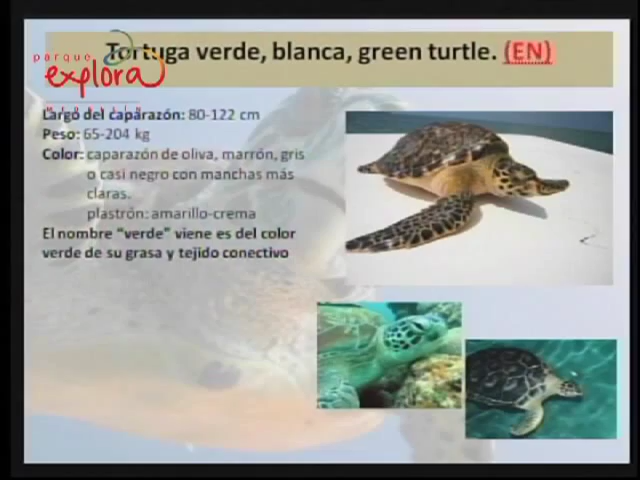 Tortuga verde, blanca, green turtle. (EN)
parque
explora
MEDELLÍN
Largo del caparazón: 80-122 cm
Peso: 65-204 kg
Color: caparazón de oliva, marrón, gris
o casi negro con manchas más
claras.
plastrón: amarillo-crema
El nombre “verde” viene es del color
verde de su grasa y tejido conectivo